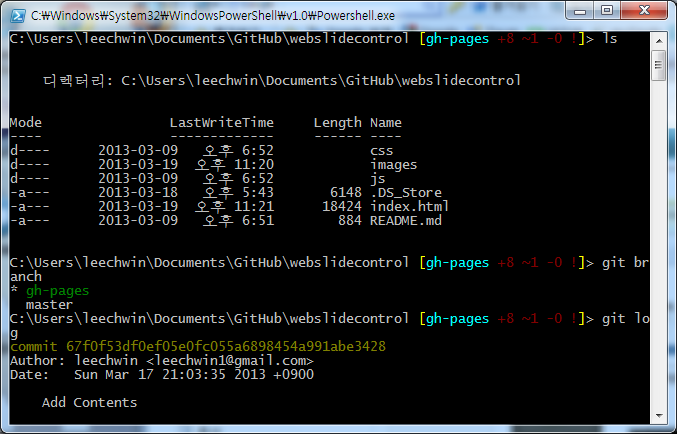 C:₩Windows₩System32₩WindowsPowerShell₩v1.0₩Powershell.exe
C:\Users\leechwin\Documents\GitHub\webslidecontrol [gh-pages +8 ~1 -0 !]> ls
디렉터리: C:\Users\leechwin\Documents\GitHub\webslidecontrol
Mode LastWriteTime Length Name
---- ------------- ------ ----
d---- 2013-03-09 오후 6:52 css
d---- 2013-03-19 오후 11:20 images
d---- 2013-03-09 오후 6:52 js
-a--- 2013-03-18 오후 5:43 6148 .DS_Store
-a--- 2013-03-19 오후 11:21 18424 index.html
-a--- 2013-03-09 오후 6:51 884 README.md
C:\Users\leechwin\Documents\GitHub\webslidecontrol [gh-pages +8 ~1 -0 !]> git br
anch
* gh-pages
master
C:\Users\leechwin\Documents\GitHub\webslidecontrol [gh-pages +8 ~1 -0 !]> git lo
g
commit 67f0f53df0ef05e0fc055a6898454a991abe3428
Author: leechwin <leechwin1@gmail.com>
Date: Sun Mar 17 21:03:35 2013 +0900
Add Contents